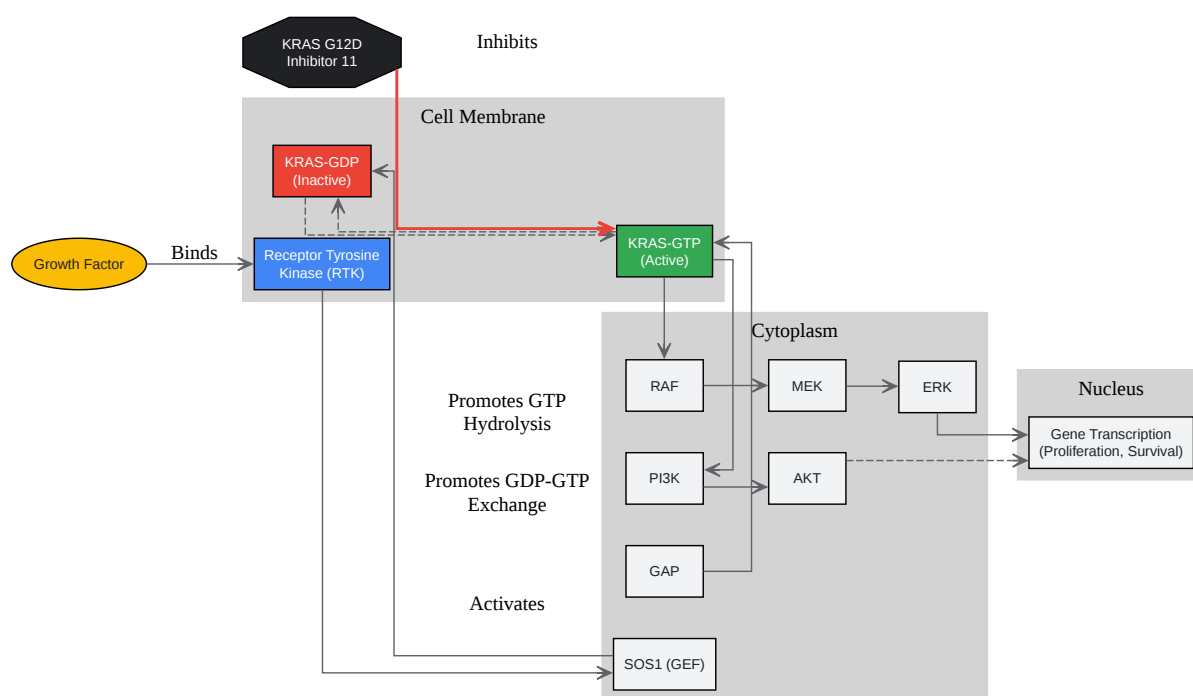 KRAS G12D
Inhibitor 11
Inhibits
Cell Membrane
KRAS-GDP
(Inactive)
Growth Factor
Binds
Receptor Tyrosine
Kinase (RTK)
KRAS-GTP
(Active)
Cytoplasm
RAF
MEK
ERK
Nucleus
Gene Transcription
(Proliferation, Survival)
Promotes GTP
Hydrolysis
PI3K
AKT
Promotes GDP-GTP
Exchange
GAP
Activates
SOS1 (GEF)